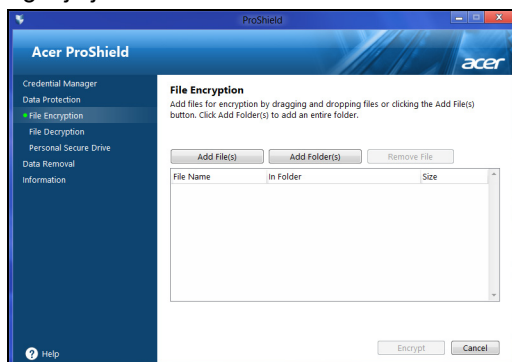 ProShield
Acer ProShield
acer
Credential Manager
Data Protection
File Encryption
File Decryption
Personal Secure Drive
Data Removal
Information
File Encryption
Add files for encryption by dragging and dropping files or clicking the Add File(s)
button. Click Add Folder(s) to add an entire folder.
Add File(s) Add Folder(s) Remove File
File Name In Folder Size
Encrypt Cancel
? Help